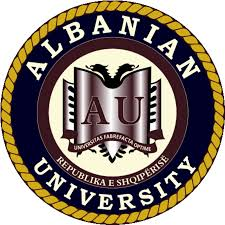 ALBANIAN
AU
UNIVERSITAS FABREFACTA OPTIME
REPUBLIKA E SHQIPËRISË
UNIVERSITY